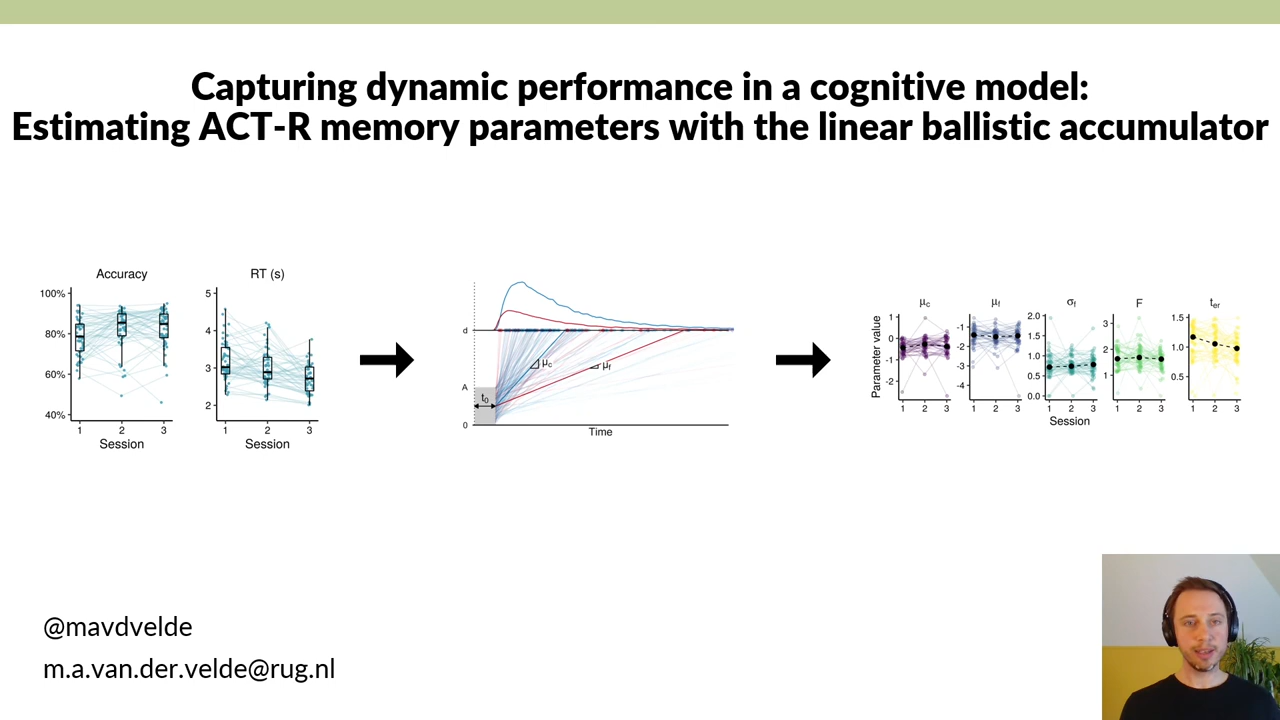 Capturing dynamic performance in a cognitive model:
Estimating ACT-R memory parameters with the linear ballistic accumulator
Accuracy
100%
80%
60%
40%
1 2 3
Session
RT (s)
5
4
3
2
1 2 3
Session
d
A
0
t0
μc
μf
Time
Parameter value
μc
1
0
-1
-2
1 2 3
μf
-1
-2
-3
-4
1 2 3
σf
2.0
1.5
1.0
0.5
0.0
1 2 3
F
3
2
1
1 2 3
ter
1.5
1.0
0.5
1 2 3
Session
@mavdvelde
m.a.van.der.velde@rug.nl